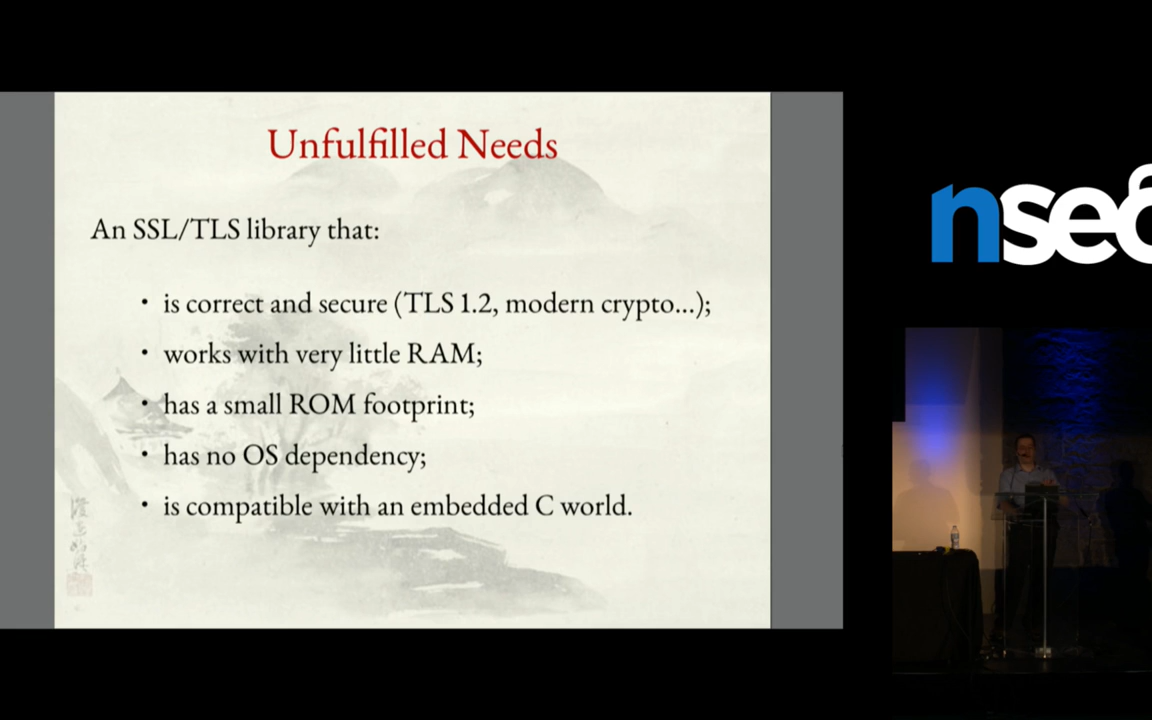 Unfulfilled Needs
An SSL/TLS library that:
• is correct and secure (TLS 1.2, modern crypto...);
• works with very little RAM;
• has a small ROM footprint;
• has no OS dependency;
• is compatible with an embedded C world.
nsec